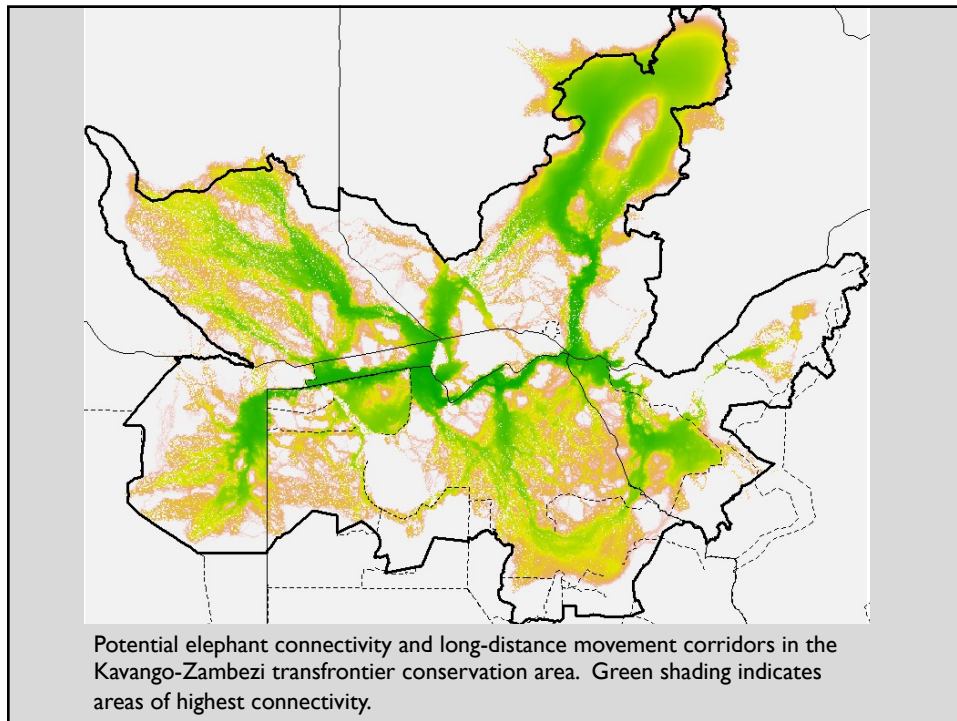 Potential elephant connectivity and long-distance movement corridors in the
Kavango-Zambezi transfrontier conservation area.  Green shading indicates
areas of highest connectivity.